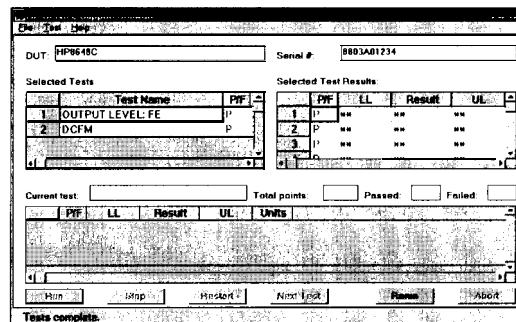 File Test Help
DUT: HP8648C Serial #: 8803A01234
Selected Tests Selected Test Results:
Test Name P/F
1 OUTPUT LEVEL: FE P
2 DCFM P
P/F LL Result UL
1 P ** ** **
2 P ** ** **
3 P ** ** **
Current test: Total points: Passed: Failed:
P/F LL Result UL Units
Run Stop Restart Next Test Rerun Abort
Tests complete.